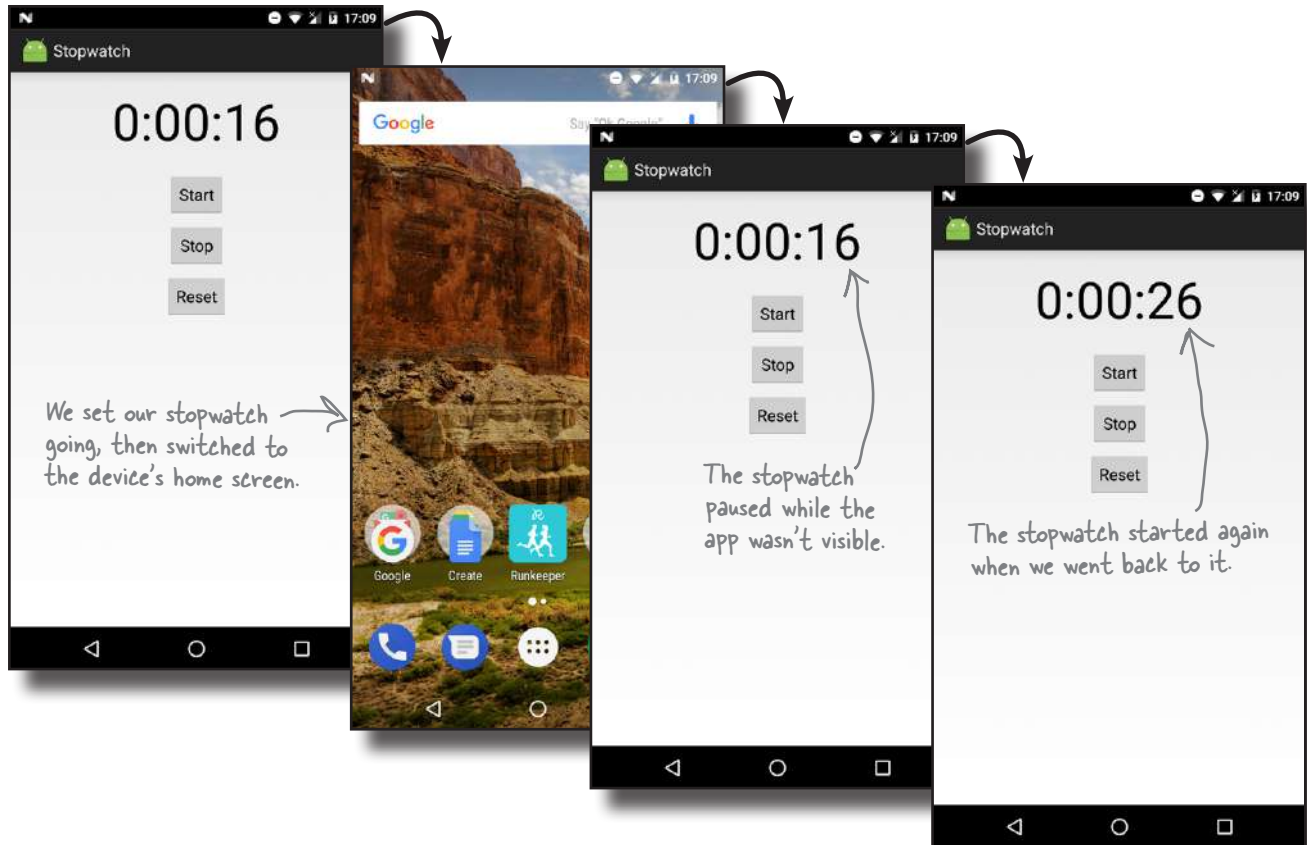 17:09
Stopwatch
0:00:16
Start
Stop
Reset
We set our stopwatch
going, then switched to
the device's home screen.
17:09
Google
Say "Ok Google"
Google
Create
Runkeeper
17:09
Stopwatch
0:00:16
Start
Stop
Reset
The stopwatch
paused while the
app wasn't visible.
17:09
Stopwatch
0:00:26
Start
Stop
Reset
The stopwatch started again
when we went back to it.